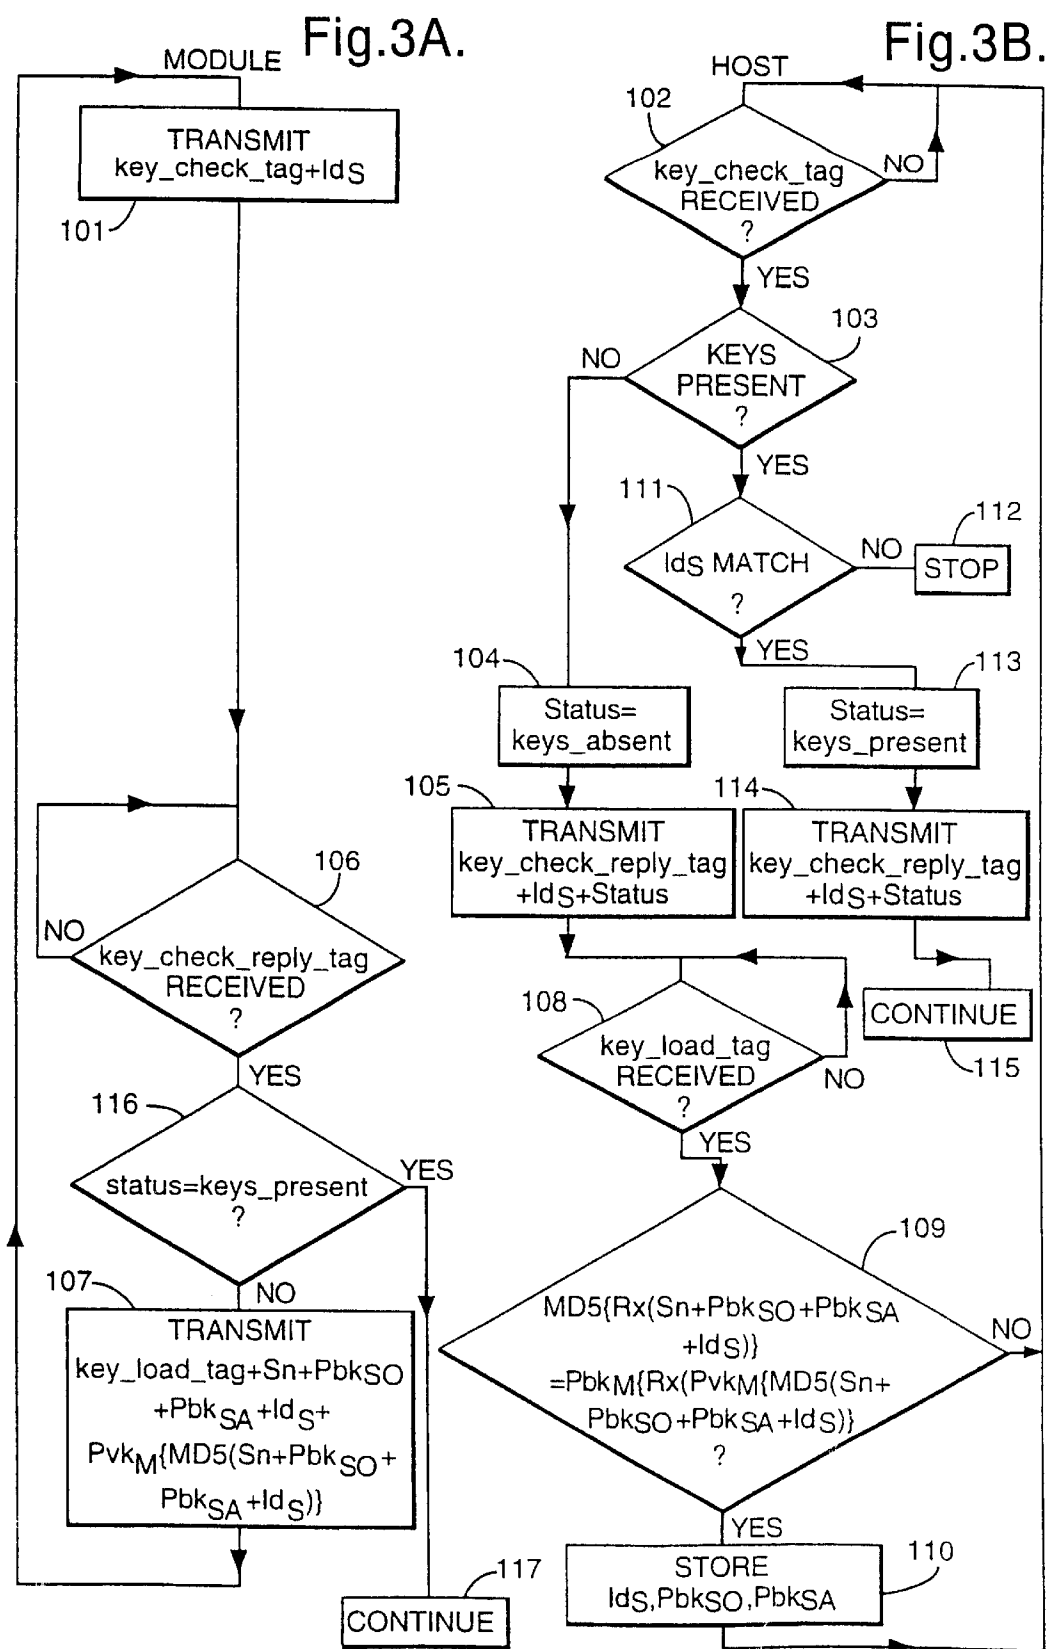 Fig.3A.
MODULE
TRANSMIT
key_check_tag+IdS
101
106
NO
key_check_reply_tag
RECEIVED
?
YES
116
YES
status=keys_present
?
107
NO
TRANSMIT
key_load_tag+Sn+PbkSO
+PbkSA+IdS+
PvkM{MD5(Sn+PbkSO+
PbkSA+IdS)}
117
CONTINUE
Fig.3B.
HOST
102
key_check_tag
RECEIVED
?
NO
YES
103
NO
KEYS
PRESENT
?
YES
111
IdS MATCH
?
NO
112
STOP
YES
104
Status=
keys_absent
113
Status=
keys_present
105
TRANSMIT
key_check_reply_tag
+IdS+Status
114
TRANSMIT
key_check_reply_tag
+IdS+Status
108
key_load_tag
RECEIVED
?
NO
CONTINUE
115
YES
109
MD5{Rx(Sn+PbkSO+PbkSA
+IdS)}
=PbkM{Rx(PvkM{MD5(Sn+
PbkSO+PbkSA+IdS)}
?
NO
YES
110
STORE
IdS,PbkSO,PbkSA